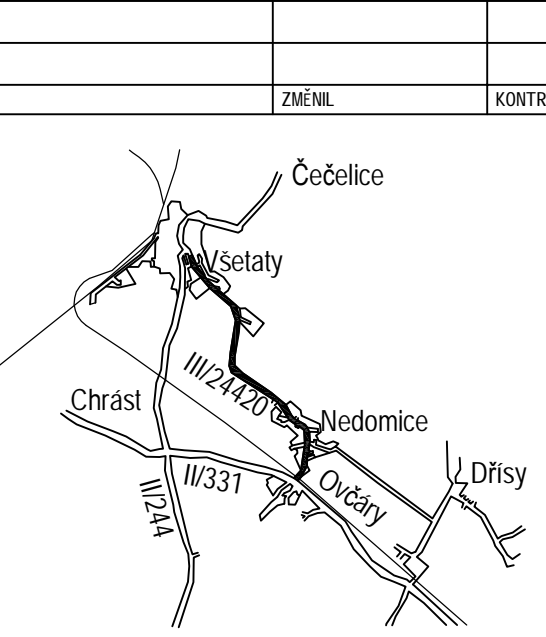 ZMĚNIL
KONTR
Čečelice
Všetaty
III/24420
Chrást
Nedomice
II/331
Ovčáry
Dřísy
II/244